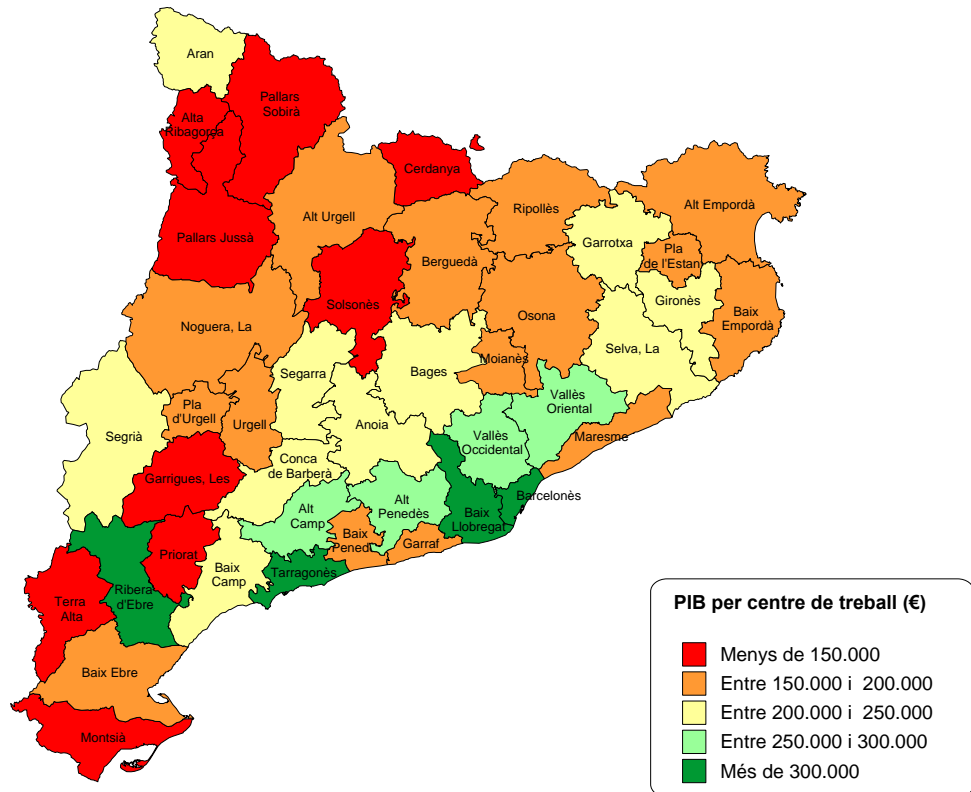 Aran
Pallars
Sobirà
Alta
Ribagorça
Cerdanya
Alt Urgell
Ripollès
Alt Empordà
Pallars Jussà
Garrotxa
Pla
de l'Estan
Berguedà
Solsonès
Gironès
Baix
Empordà
Noguera, La
Osona
Selva, La
Moianès
Segarra
Bages
Vallès
Oriental
Pla
d'Urgell
Urgell
Anoia
Segrià
Vallès
Occidental
Maresme
Conca
de Barberà
Garrigues, Les
Barcelonès
Alt
Camp
Alt
Penedès
Baix
Llobregat
Baix
Pened
Garraf
Priorat
Baix
Camp
Tarragonès
Ribera
d'Ebre
Terra
Alta
Baix Ebre
Montsià
PIB per centre de treball (€)
Menys de 150.000
Entre 150.000 i 200.000
Entre 200.000 i 250.000
Entre 250.000 i 300.000
Més de 300.000